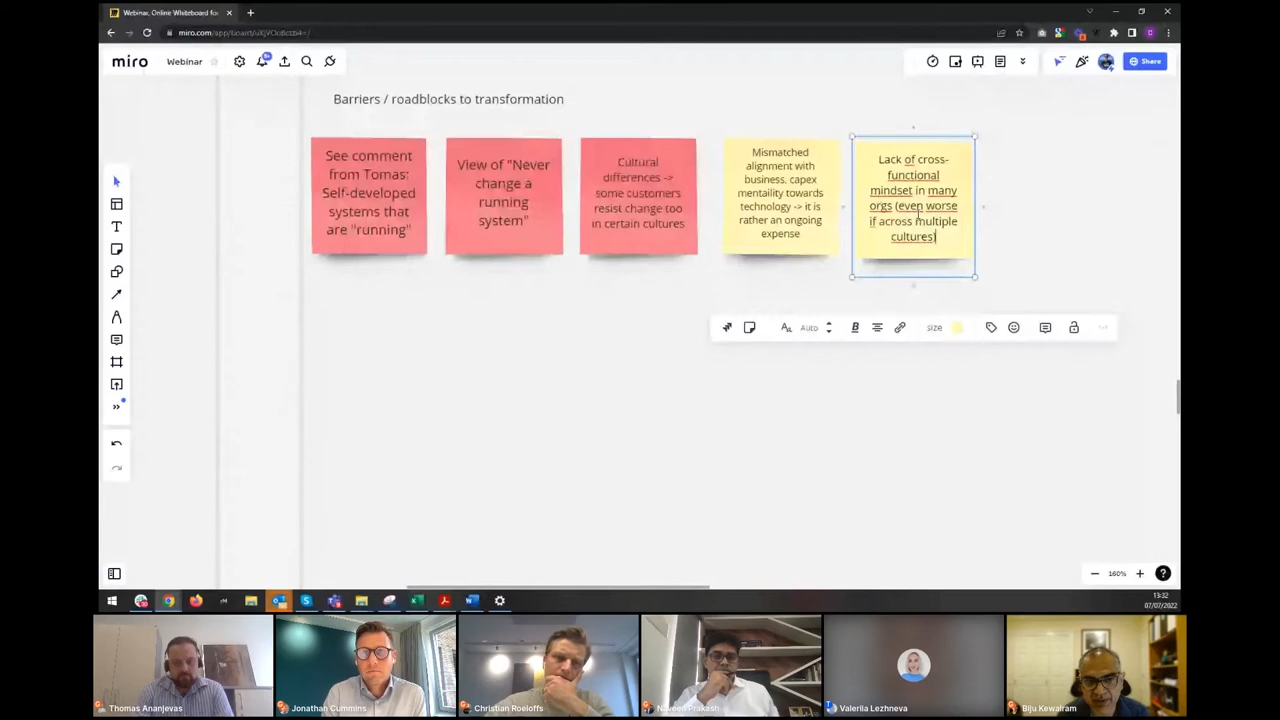 Webinar, Online Whiteboard for
miro
Webinar
Share
Barriers / roadblocks to transformation
See comment
from Tomas:
Self-developed
systems that
are "running"
View of "Never
change a
running
system"
Cultural
differences ->
some customers
resist change too
in certain cultures
Mismatched
alignment with
business. capex
mentaility towards
technology -> it is
rather an ongoing
expense
Lack of cross-
functional
mindset in many
orgs (even worse
if across multiple
cultures)
Auto
size
160%
13:32
07/07/2022
Thomas Ananjevas
Jonathan Cummins
Christian Roeloffs
Naveen Prakash
Valeriia Lezhneva
Biju Kewalram